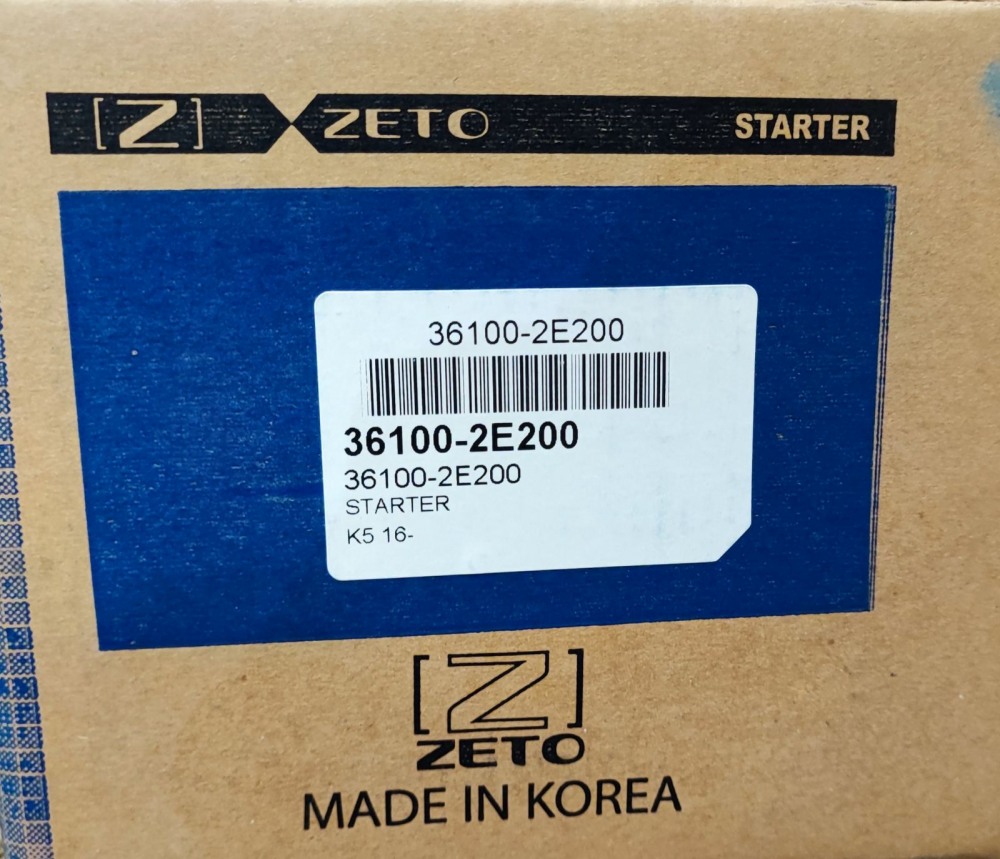 [Z] ZETO STARTER
36100-2E200
36100-2E200
36100-2E200
STARTER
K5 16-
[Z]
ZETO
MADE IN KOREA